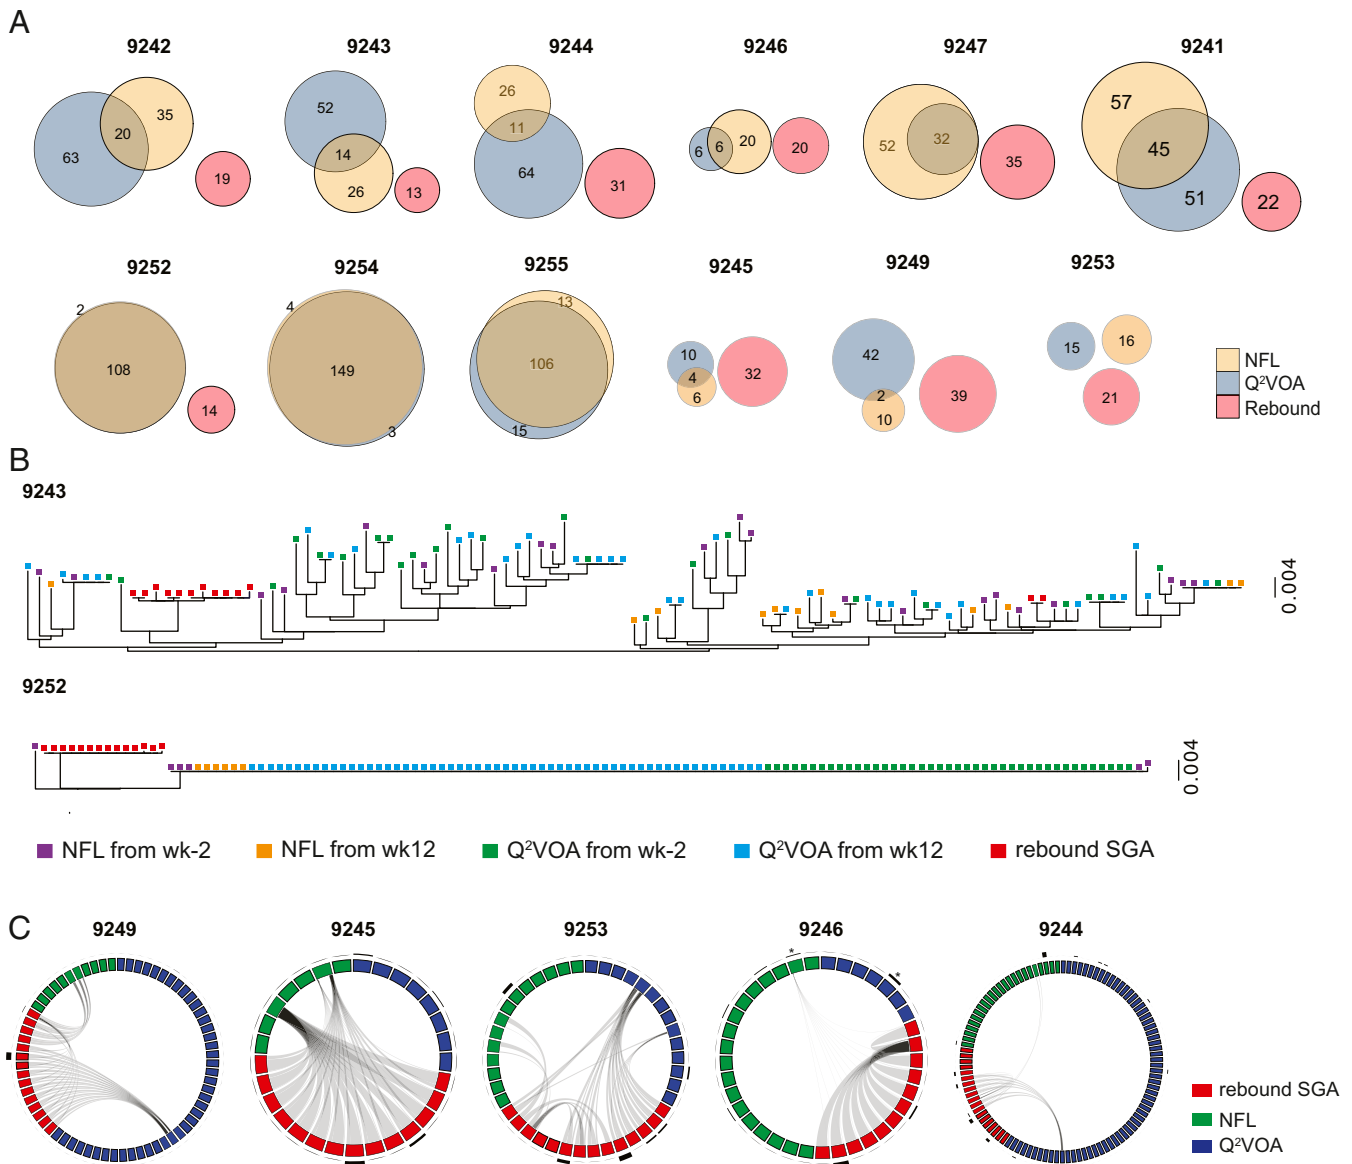 A
9242 9243 9244 9246 9247 9241
63 20 35 19
52 14 26 13
26 11 64 31
6 6 20 20
52 32 35
57 45 51 22
9252 9254 9255 9245 9249 9253
2 108 14
4 149 3
13 106 15
10 4 6 32
42 2 10 39
15 16 21
NFL
Q²VOA
Rebound
B
9243
0.004
9252
0.004
NFL from wk-2 NFL from wk12 Q²VOA from wk-2 Q²VOA from wk12 rebound SGA
C
9249 9245 9253 9246 9244
* *
rebound SGA
NFL
Q²VOA